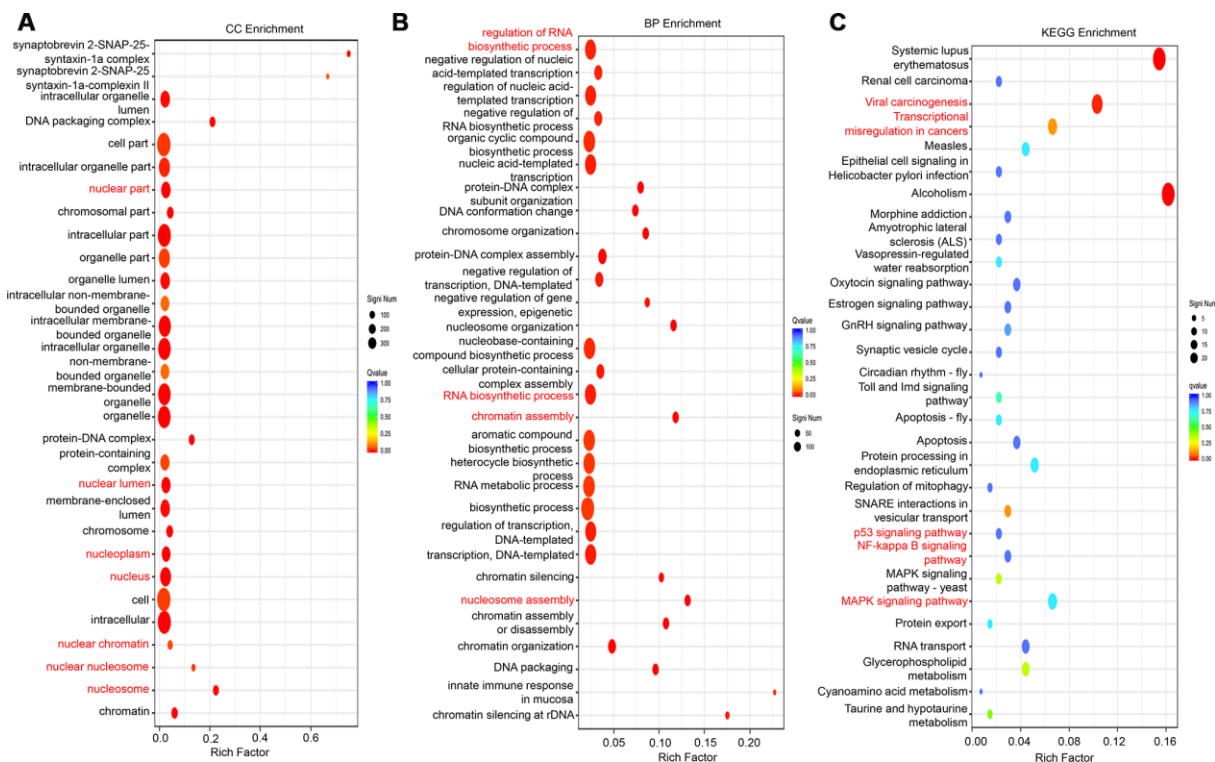 A
CC Enrichment
synaptobrevin 2-SNAP-25-
syntaxin-1a complex
synaptobrevin 2-SNAP-25
syntaxin-1a-complexin II
intracellular organelle
lumen
DNA packaging complex
cell part
intracellular organelle part
nuclear part
chromosomal part
intracellular part
organelle part
organelle lumen
intracellular non-membrane-
bounded organelle
intracellular membrane-
bounded organelle
intracellular organelle
non-membrane-
bounded organelle
membrane-bounded
organelle
organelle
protein-DNA complex
protein-containing
complex
nuclear lumen
membrane-enclosed
lumen
chromosome
nucleoplasm
nucleus
cell
intracellular
nuclear chromatin
nuclear nucleosome
nucleosome
chromatin
0.0 0.2 0.4 0.6
Rich Factor
Signi Num
100
200
300
Qvalue
1.00
0.75
0.50
0.25
0.00
B
BP Enrichment
regulation of RNA
biosynthetic process
negative regulation of nucleic
acid-templated transcription
regulation of nucleic acid-
templated transcription
negative regulation of
RNA biosynthetic process
organic cyclic compound
biosynthetic process
nucleic acid-templated
transcription
protein-DNA complex
subunit organization
DNA conformation change
chromosome organization
protein-DNA complex assembly
negative regulation of
transcription, DNA-templated
negative regulation of gene
expression, epigenetic
nucleosome organization
nucleobase-containing
compound biosynthetic process
cellular protein-containing
complex assembly
RNA biosynthetic process
chromatin assembly
aromatic compound
biosynthetic process
heterocycle biosynthetic
process
RNA metabolic process
biosynthetic process
regulation of transcription,
DNA-templated
transcription, DNA-templated
chromatin silencing
nucleosome assembly
chromatin assembly
or disassembly
chromatin organization
DNA packaging
innate immune response
in mucosa
chromatin silencing at rDNA
0.05 0.10 0.15 0.20
Rich Factor
Qvalue
1.00
0.75
0.50
0.25
0.00
Signi Num
50
100
C
KEGG Enrichment
Systemic lupus
erythematosus
Renal cell carcinoma
Viral carcinogenesis
Transcriptional
misregulation in cancers
Measles
Epithelial cell signaling in
Helicobacter pylori infection
Alcoholism
Morphine addiction
Amyotrophic lateral
sclerosis (ALS)
Vasopressin-regulated
water reabsorption
Oxytocin signaling pathway
Estrogen signaling pathway
GnRH signaling pathway
Synaptic vesicle cycle
Circadian rhythm - fly
Toll and Imd signaling
pathway
Apoptosis - fly
Apoptosis
Protein processing in
endoplasmic reticulum
Regulation of mitophagy
SNARE interactions in
vesicular transport
p53 signaling pathway
NF-kappa B signaling
pathway
MAPK signaling
pathway - yeast
MAPK signaling pathway
Protein export
RNA transport
Glycerophospholipid
metabolism
Cyanoamino acid metabolism
Taurine and hypotaurine
metabolism
0.00 0.04 0.08 0.12 0.16
Rich Factor
Signi Num
5
10
15
20
qvalue
1.00
0.75
0.50
0.25
0.00